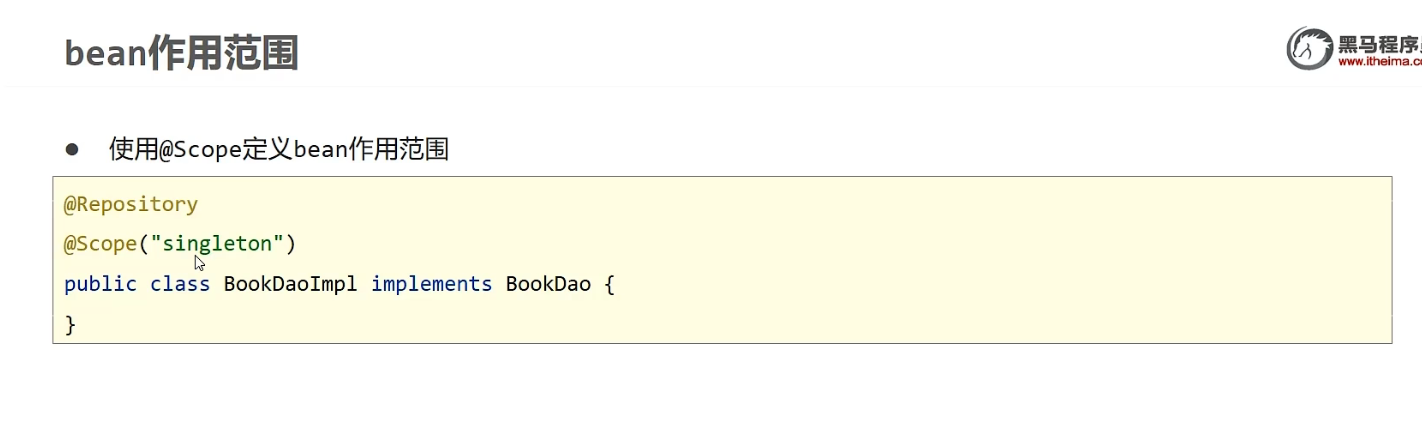 bean作用范围
黑马程序员
www.itheima.c
● 使用@Scope定义bean作用范围
@Repository
@Scope("singleton")
public class BookDaoImpl implements BookDao {
}